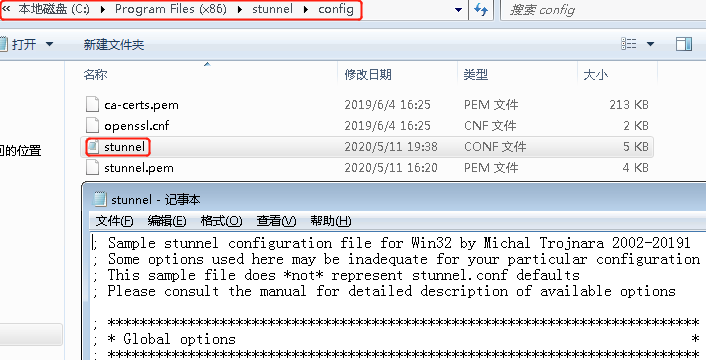 « 本地磁盘 (C:) ▸ Program Files (x86) ▸ stunnel ▸ config
搜索 config
打开
新建文件夹
名称 修改日期 类型 大小
ca-certs.pem 2019/6/4 16:25 PEM 文件 213 KB
openssl.cnf 2019/6/4 16:25 CNF 文件 2 KB
回的位置
stunnel 2020/5/11 19:38 CONF 文件 5 KB
stunnel.pem 2020/5/11 16:20 PEM 文件 4 KB
stunnel - 记事本
文件(F) 编辑(E) 格式(O) 查看(V) 帮助(H)
; Sample stunnel configuration file for Win32 by Michal Trojnara 2002-20191
; Some options used here may be inadequate for your particular configuration
; This sample file does *not* represent stunnel.conf defaults
; Please consult the manual for detailed description of available options
; **************************************************************************
; * Global options *
; **************************************************************************